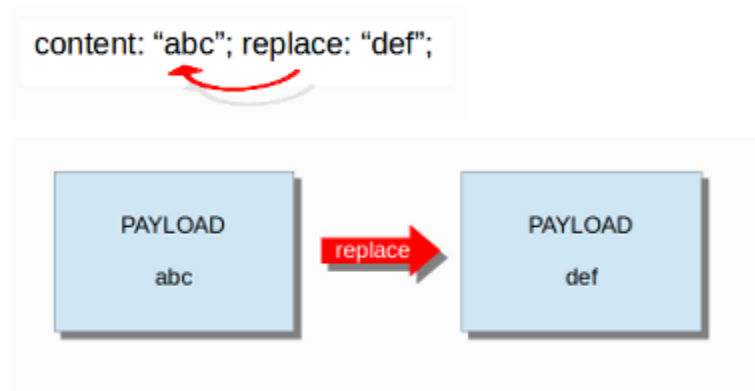 content: “abc”; replace: “def”;
PAYLOAD
abc
replace
PAYLOAD
def